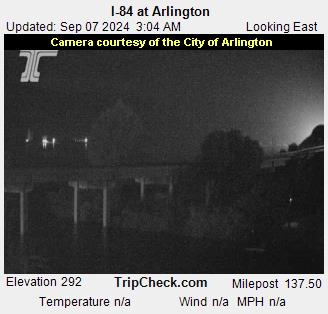 I-84 at Arlington
Updated: Sep 07 2024 3:04 AM Looking East
Camera courtesy of the City of Arlington
Elevation 292 TripCheck.com Milepost 137.50
Temperature n/a Wind n/a MPH n/a